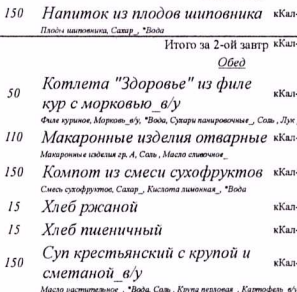 150 Напиток из плодов шиповника кКал-
Плоды шиповника, Сахар_, *Вода
Итого за 2-ой завтр кКал-
Обед
50 Котлета "Здоровье" из филе кКал-
кур с морковью_в/у
Филе куриное, Морковь_в/у, *Вода, Сухари панировочные_, Соль, Лук
110 Макаронные изделия отварные кКал-
Макаронные изделия гр. А, Соль, Масло сливочное_
150 Компот из смеси сухофруктов кКал-
Смесь сухофруктов, Сахар_, Кислота лимонная_, *Вода
15 Хлеб ржаной кКал-
15 Хлеб пшеничный кКал-
150 Суп крестьянский с крупой и кКал-
сметаной_в/у
Масло растительное_, *Вода, Соль, Крупа перловая_, Картофель_в/у